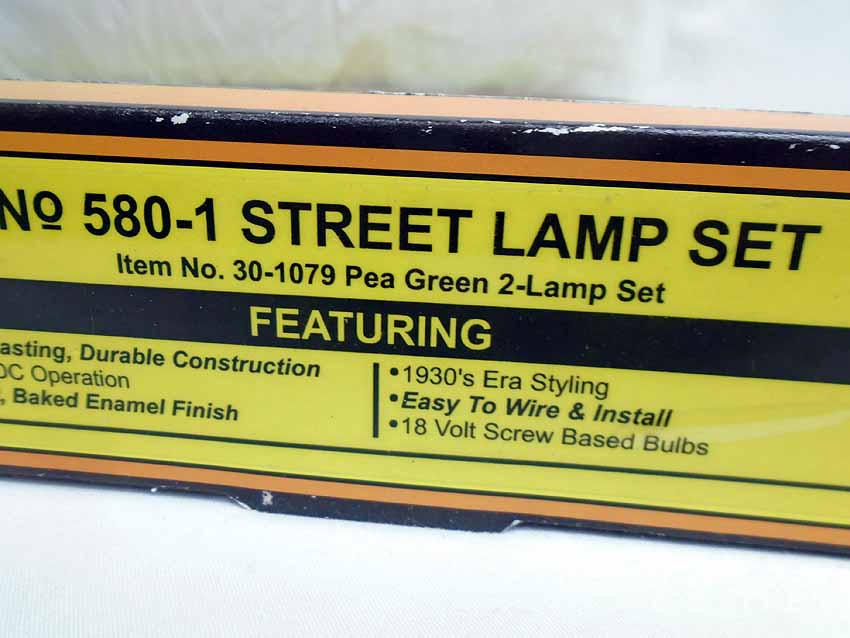 Nº 580-1 STREET LAMP SET
Item No. 30-1079 Pea Green 2-Lamp Set
FEATURING
asting, Durable Construction
DC Operation
, Baked Enamel Finish
•1930's Era Styling
•Easy To Wire & Install
•18 Volt Screw Based Bulbs